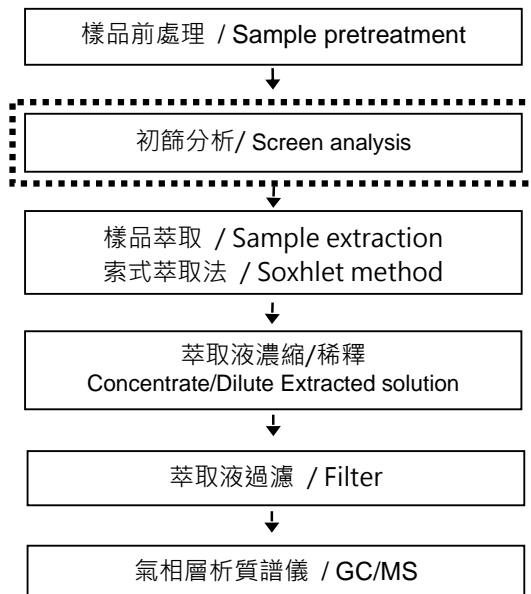 樣品前處理 / Sample pretreatment
初篩分析/ Screen analysis
樣品萃取 / Sample extraction
索式萃取法 / Soxhlet method
萃取液濃縮/稀釋
Concentrate/Dilute Extracted solution
萃取液過濾 / Filter
氣相層析質譜儀 / GC/MS